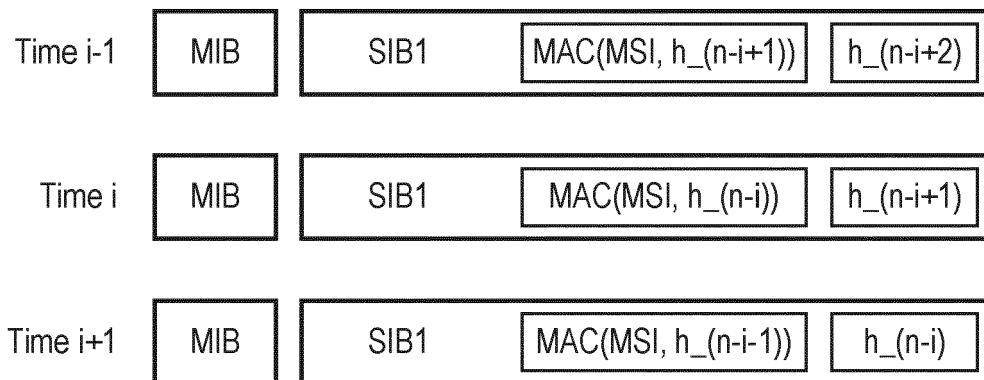 Time i-1 MIB SIB1 MAC(MSI, h_(n-i+1)) h_(n-i+2)
Time i MIB SIB1 MAC(MSI, h_(n-i)) h_(n-i+1)
Time i+1 MIB SIB1 MAC(MSI, h_(n-i-1)) h_(n-i)